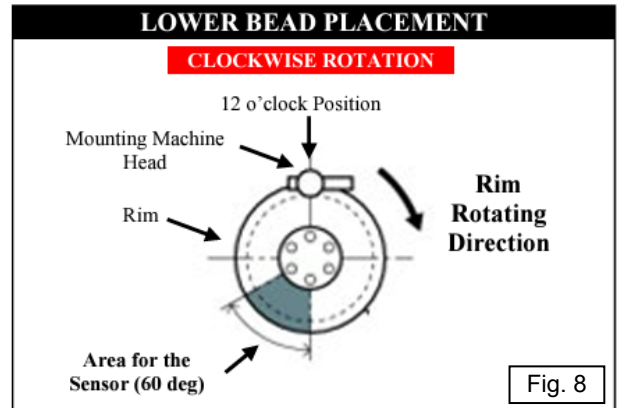 LOWER BEAD PLACEMENT
CLOCKWISE ROTATION
12 o’clock Position
Mounting Machine
Head
Rim
Rim
Rotating
Direction
Area for the
Sensor (60 deg)
Fig. 8